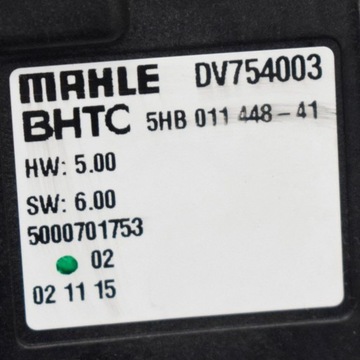 MAHLE DV754003
BHTC 5HB 011 448-41
HW: 5.00
SW: 6.00
5000701753
02
02 11 15